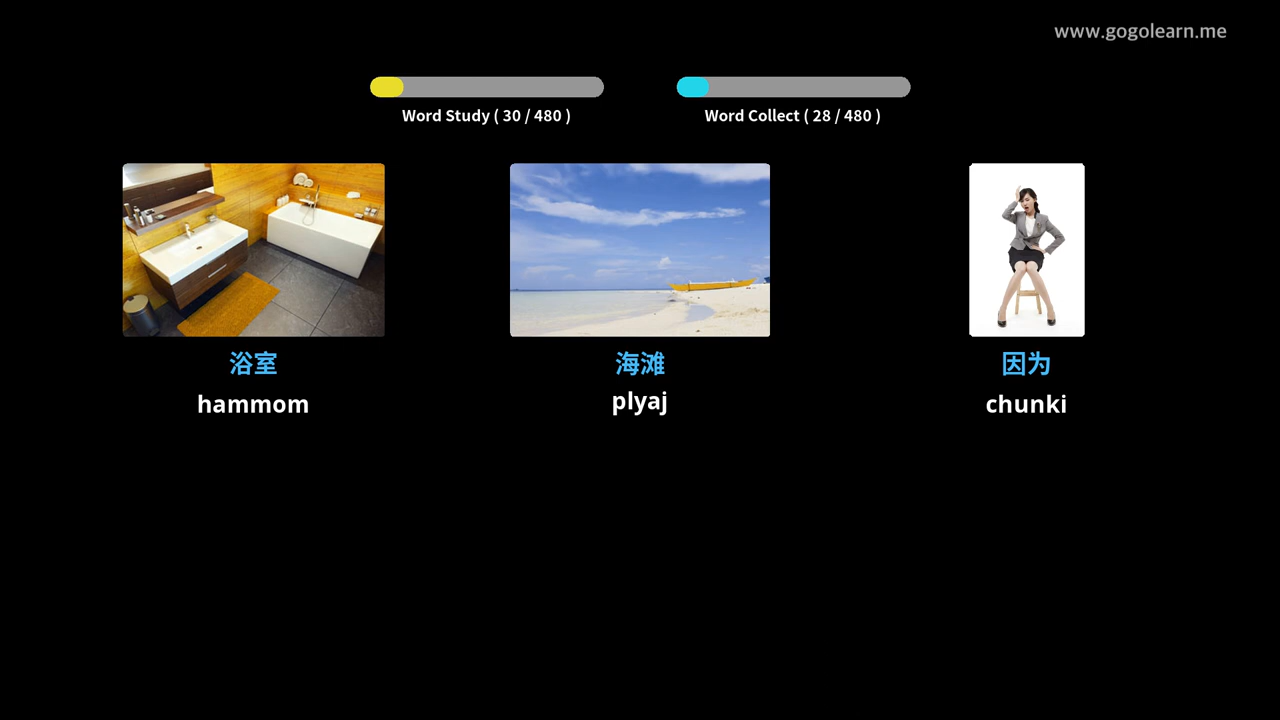 www.gogolearn.me
Word Study ( 30 / 480 )
Word Collect ( 28 / 480 )
浴室
海滩
因为
hammom
plyaj
chunki